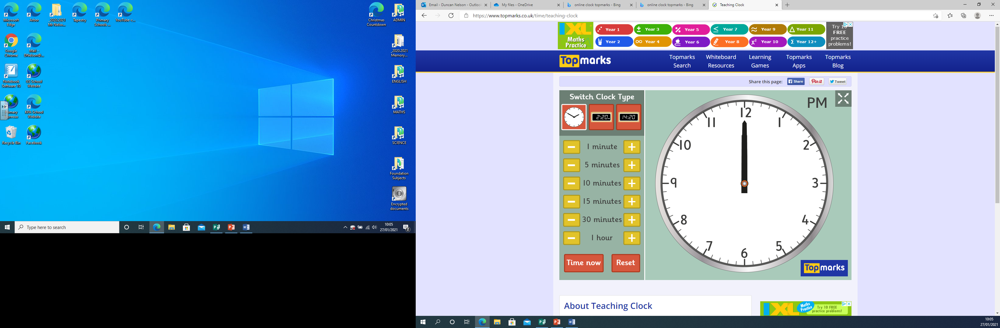 Microsoft
Edge
Arbor
_2020.2021
Mr Nelso...
Tapestry
Primary
Schools ...
YouTube-c...
Christmas
Countdown
ADMIN
Google
Chrome
Mail –
DNelson@...
_2020.2021
Memory...
Notebook
Software 10
GS School
Website
ENGLISH
KPA School
Website
MATHS
Recycle Bin
Facebook
SCIENCE
Foundation
Subjects
Encrypted
documents
Type here to search
10:05
27/01/2021
2
Email - Duncan Nelson - Outlook
My files - OneDrive
online clock topmarks - Bing
online clock topmarks - Bing
Teaching Clock
https://www.topmarks.co.uk/time/teaching-clock
IXL
Maths
Practice
Year 1
Year 3
Year 5
Year 7
Year 9
Year 11
Year 2
Year 4
Year 6
Year 8
Year 10
Year 12+
Try 10
FREE
practice
problems!
Topmarks
Topmarks
Search
Whiteboard
Resources
Learning
Games
Topmarks
Apps
Topmarks
Blog
Share this page:
Share
Pin it
Tweet
Switch Clock Type
2:20
14:20
1 minute
5 minutes
10 minutes
15 minutes
30 minutes
1 hour
Time now
Reset
PM
12
1
2
3
4
5
6
7
8
9
10
11
Topmarks
About Teaching Clock
IXL
Maths
Practice
Try 10 FREE
practice problems!
10:05
27/01/2021